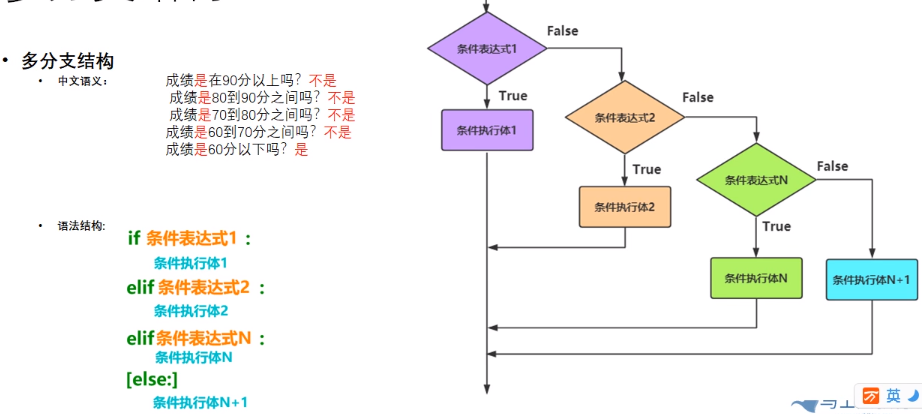 多分支结构
中文语义：
成绩是在90分以上吗？不是
成绩是80到90分之间吗？不是
成绩是70到80分之间吗？不是
成绩是60到70分之间吗？不是
成绩是60分以下吗？是
语法结构:
if 条件表达式1 :
条件执行体1
elif 条件表达式2 :
条件执行体2
elif 条件表达式N :
条件执行体N
[else:]
条件执行体N+1
条件表达式1
False
True
条件执行体1
条件表达式2
False
True
条件执行体2
条件表达式N
False
True
条件执行体N
条件执行体N+1
英